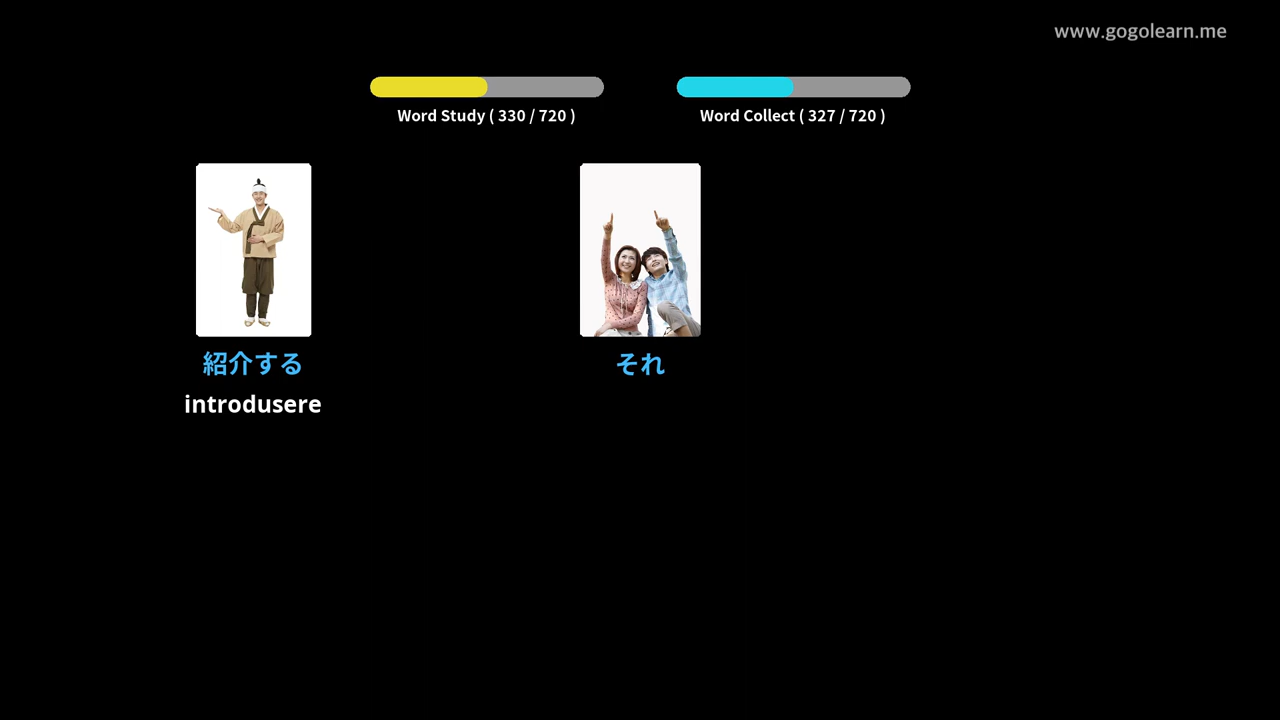 www.gogolearn.me
Word Study ( 330 / 720 )
Word Collect ( 327 / 720 )
紹介する
introdusere
それ